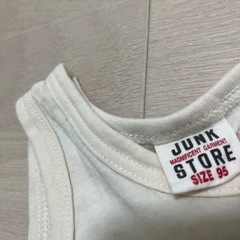 JUNK
MAGNIFICENT GARMENT
STORE
SIZE 95